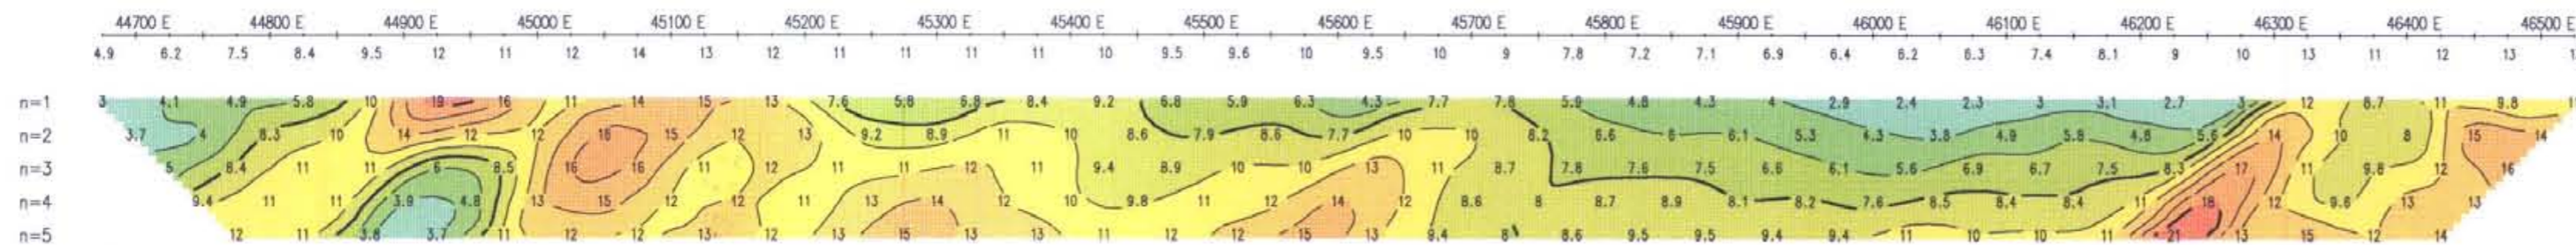 44700 E 44800 E 44900 E 45000 E 45100 E 45200 E 45300 E 45400 E 45500 E 45600 E 45700 E 45800 E 45900 E 46000 E 46100 E 46200 E 46300 E 46400 E 46500 E
4.9 6.2 7.5 8.4 9.5 12 11 12 14 13 12 11 11 11 11 10 9.5 9.6 10 9.5 10 9 7.8 7.2 7.1 6.9 6.4 6.2 6.3 7.4 8.1 9 10 13 11 12 13
n=1 3 4.1 4.9 5.8 10 19 16 11 14 15 13 7.6 5.8 6.9 8.4 9.2 6.8 5.9 6.3 4.3 7.7 7.8 5.9 4.8 4.3 4 2.9 2.4 2.3 3 3.1 2.7 3 12 8.7 11 9.8
n=2 3.7 4 8.3 10 14 12 12 18 15 12 13 9.2 8.9 11 10 8.6 7.9 8.6 7.7 10 10 8.2 6.6 6 6.1 5.3 4.3 3.8 4.9 5.8 4.8 5.6 14 10 8 15 14
n=3 5 8.4 11 11 6 8.5 16 16 11 12 11 11 12 11 9.4 8.9 10 10 13 11 8.7 7.8 7.6 7.5 6.6 6.1 5.6 6.9 6.7 7.5 8.3 17 11 9.8 12 16
n=4 9.4 11 11 3.9 4.8 13 15 12 12 11 13 14 12 10 9.8 11 12 14 12 8.6 8 8.7 8.9 8.1 8.2 7.6 8.5 8.4 8.4 11 18 12 9.6 13 13
n=5 12 11 3.8 3.7 11 12 12 13 12 13 15 13 13 11 12 12 15 13 9.4 8 8.6 9.5 9.5 9.4 9.4 11 10 10 11 21 13 15 12 14